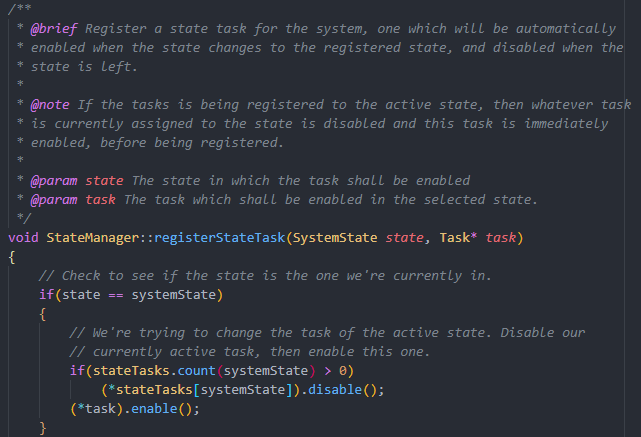 /**
 * @brief Register a state task for the system, one which will be automatically
 * enabled when the state changes to the registered state, and disabled when the
 * state is left.
 *
 * @note If the tasks is being registered to the active state, then whatever task
 * is currently assigned to the state is disabled and this task is immediately
 * enabled, before being registered.
 *
 * @param state The state in which the task shall be enabled
 * @param task The task which shall be enabled in the selected state.
 */
void StateManager::registerStateTask(SystemState state, Task* task)
{
    // Check to see if the state is the one we're currently in.
    if(state == systemState)
    {
        // We're trying to change the task of the active state. Disable our
        // currently active task, then enable this one.
        if(stateTasks.count(systemState) > 0)
            (*stateTasks[systemState]).disable();
        (*task).enable();
    }